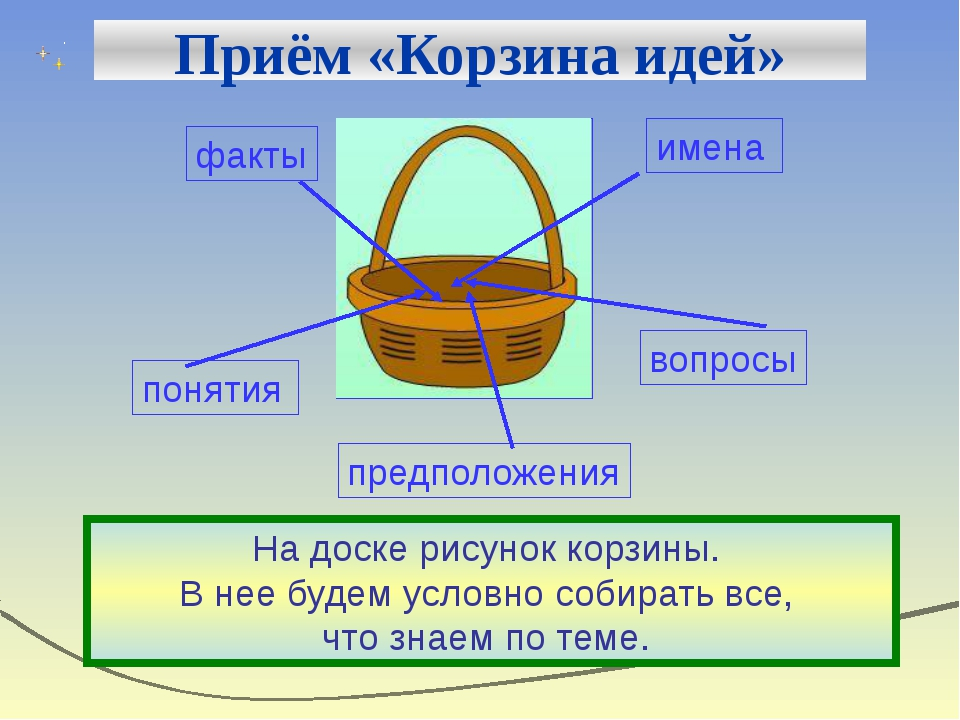 Приём «Корзина идей»
факты
имена
понятия
вопросы
предположения
На доске рисунок корзины.
В нее будем условно собирать все,
что знаем по теме.